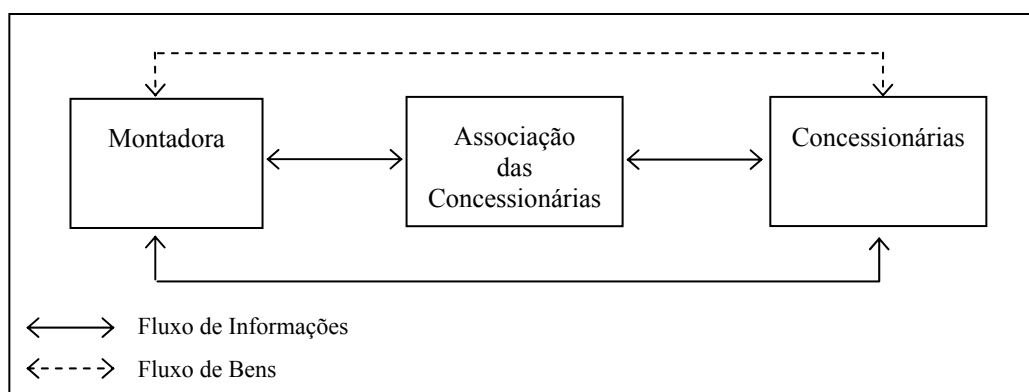 Montadora
Associação
das
Concessionárias
Concessionárias
Fluxo de Informações
Fluxo de Bens